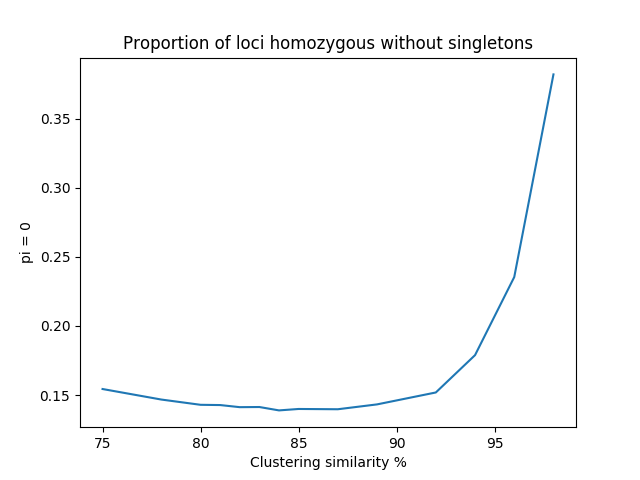 Proportion of loci homozygous without singletons
pi = 0
0.35
0.30
0.25
0.20
0.15
75 80 85 90 95
Clustering similarity %